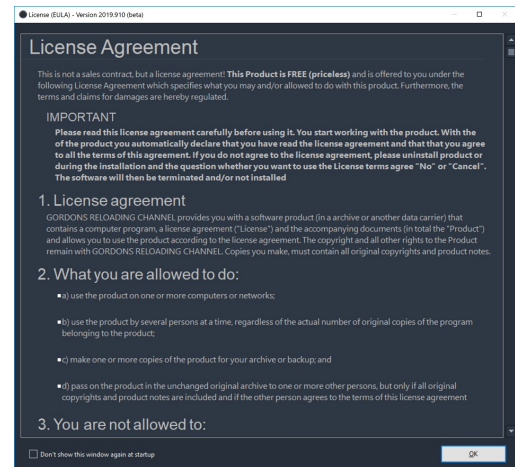 License (EULA) - Version 2019.910 (beta)
License Agreement
This is not a sales contract, but a license agreement! This Product is FREE (priceless) and is offered to you under the
following License Agreement which specifies what you may and/or allowed to do with this product. Furthermore, the
terms and claims for damages are hereby regulated.
IMPORTANT
Please read this license agreement carefully before using it. You start working with the product. With the
of the product you automatically declare that you have read the license agreement and that that you agree
to all the terms of this agreement. If you do not agree to the license agreement, please uninstall product or
during the installation and the question whether you want to use the License terms agree "No" or "Cancel".
The software will then be terminated and/or not installed
1. License agreement
GORDONS RELOADING CHANNEL provides you with a software product (in a archive or another data carrier) that
contains a computer program, a license agreement ("License") and the accompanying documents (in total the "Product")
and allows you to use the product according to the license agreement. The copyright and all other rights to the Product
remain with GORDONS RELOADING CHANNEL. Copies you make, must contain all original copyrights and product notes.
2. What you are allowed to do:
a) use the product on one or more computers or networks;
b) use the product by several persons at a time, regardless of the actual number of original copies of the program
belonging to the product;
c) make one or more copies of the product for your archive or backup; and
d) pass on the product in the unchanged original archive to one or more other persons, but only if all original
copyrights and product notes are included and if the other person agrees to the terms of this license agreement
3. You are not allowed to:
Don't show this window again at startup
OK